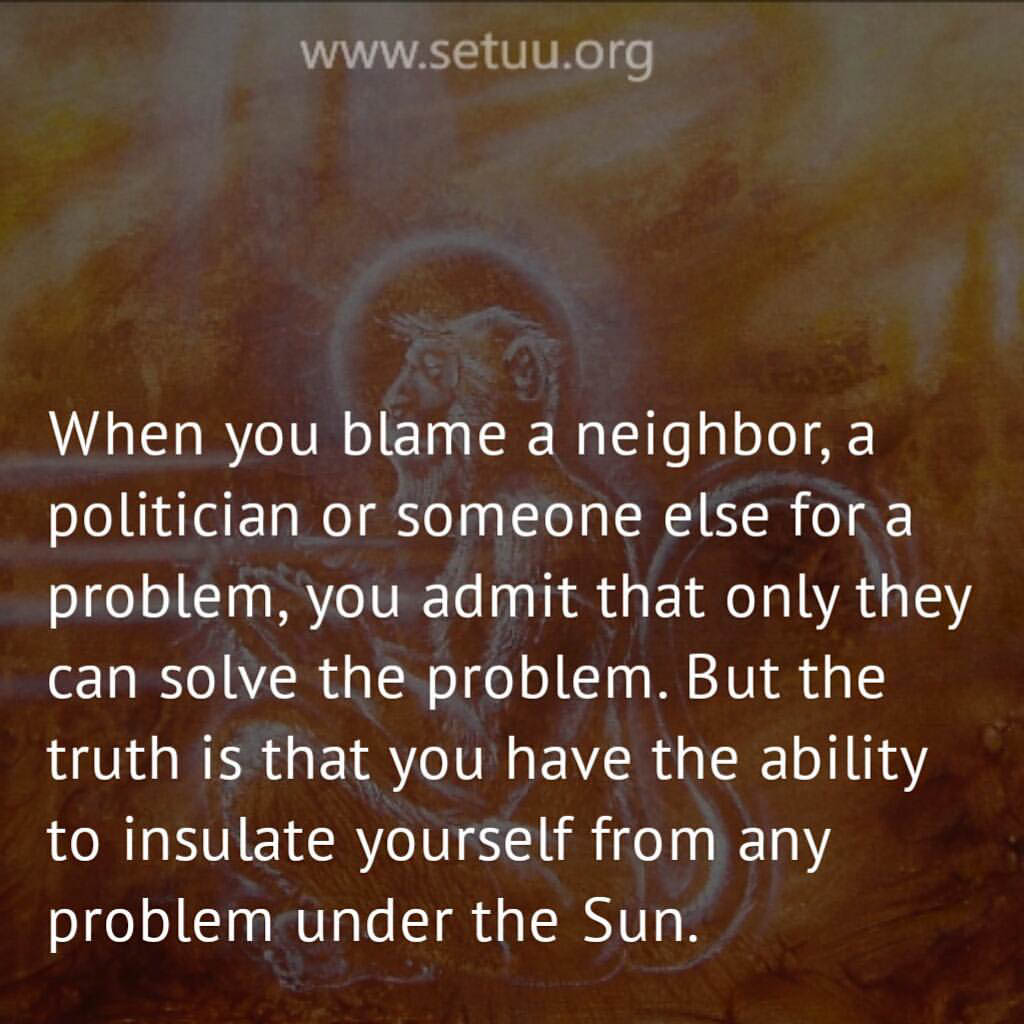 www.setuu.org
When you blame a neighbor, a
politician or someone else for a
problem, you admit that only they
can solve the problem. But the
truth is that you have the ability
to insulate yourself from any
problem under the Sun.